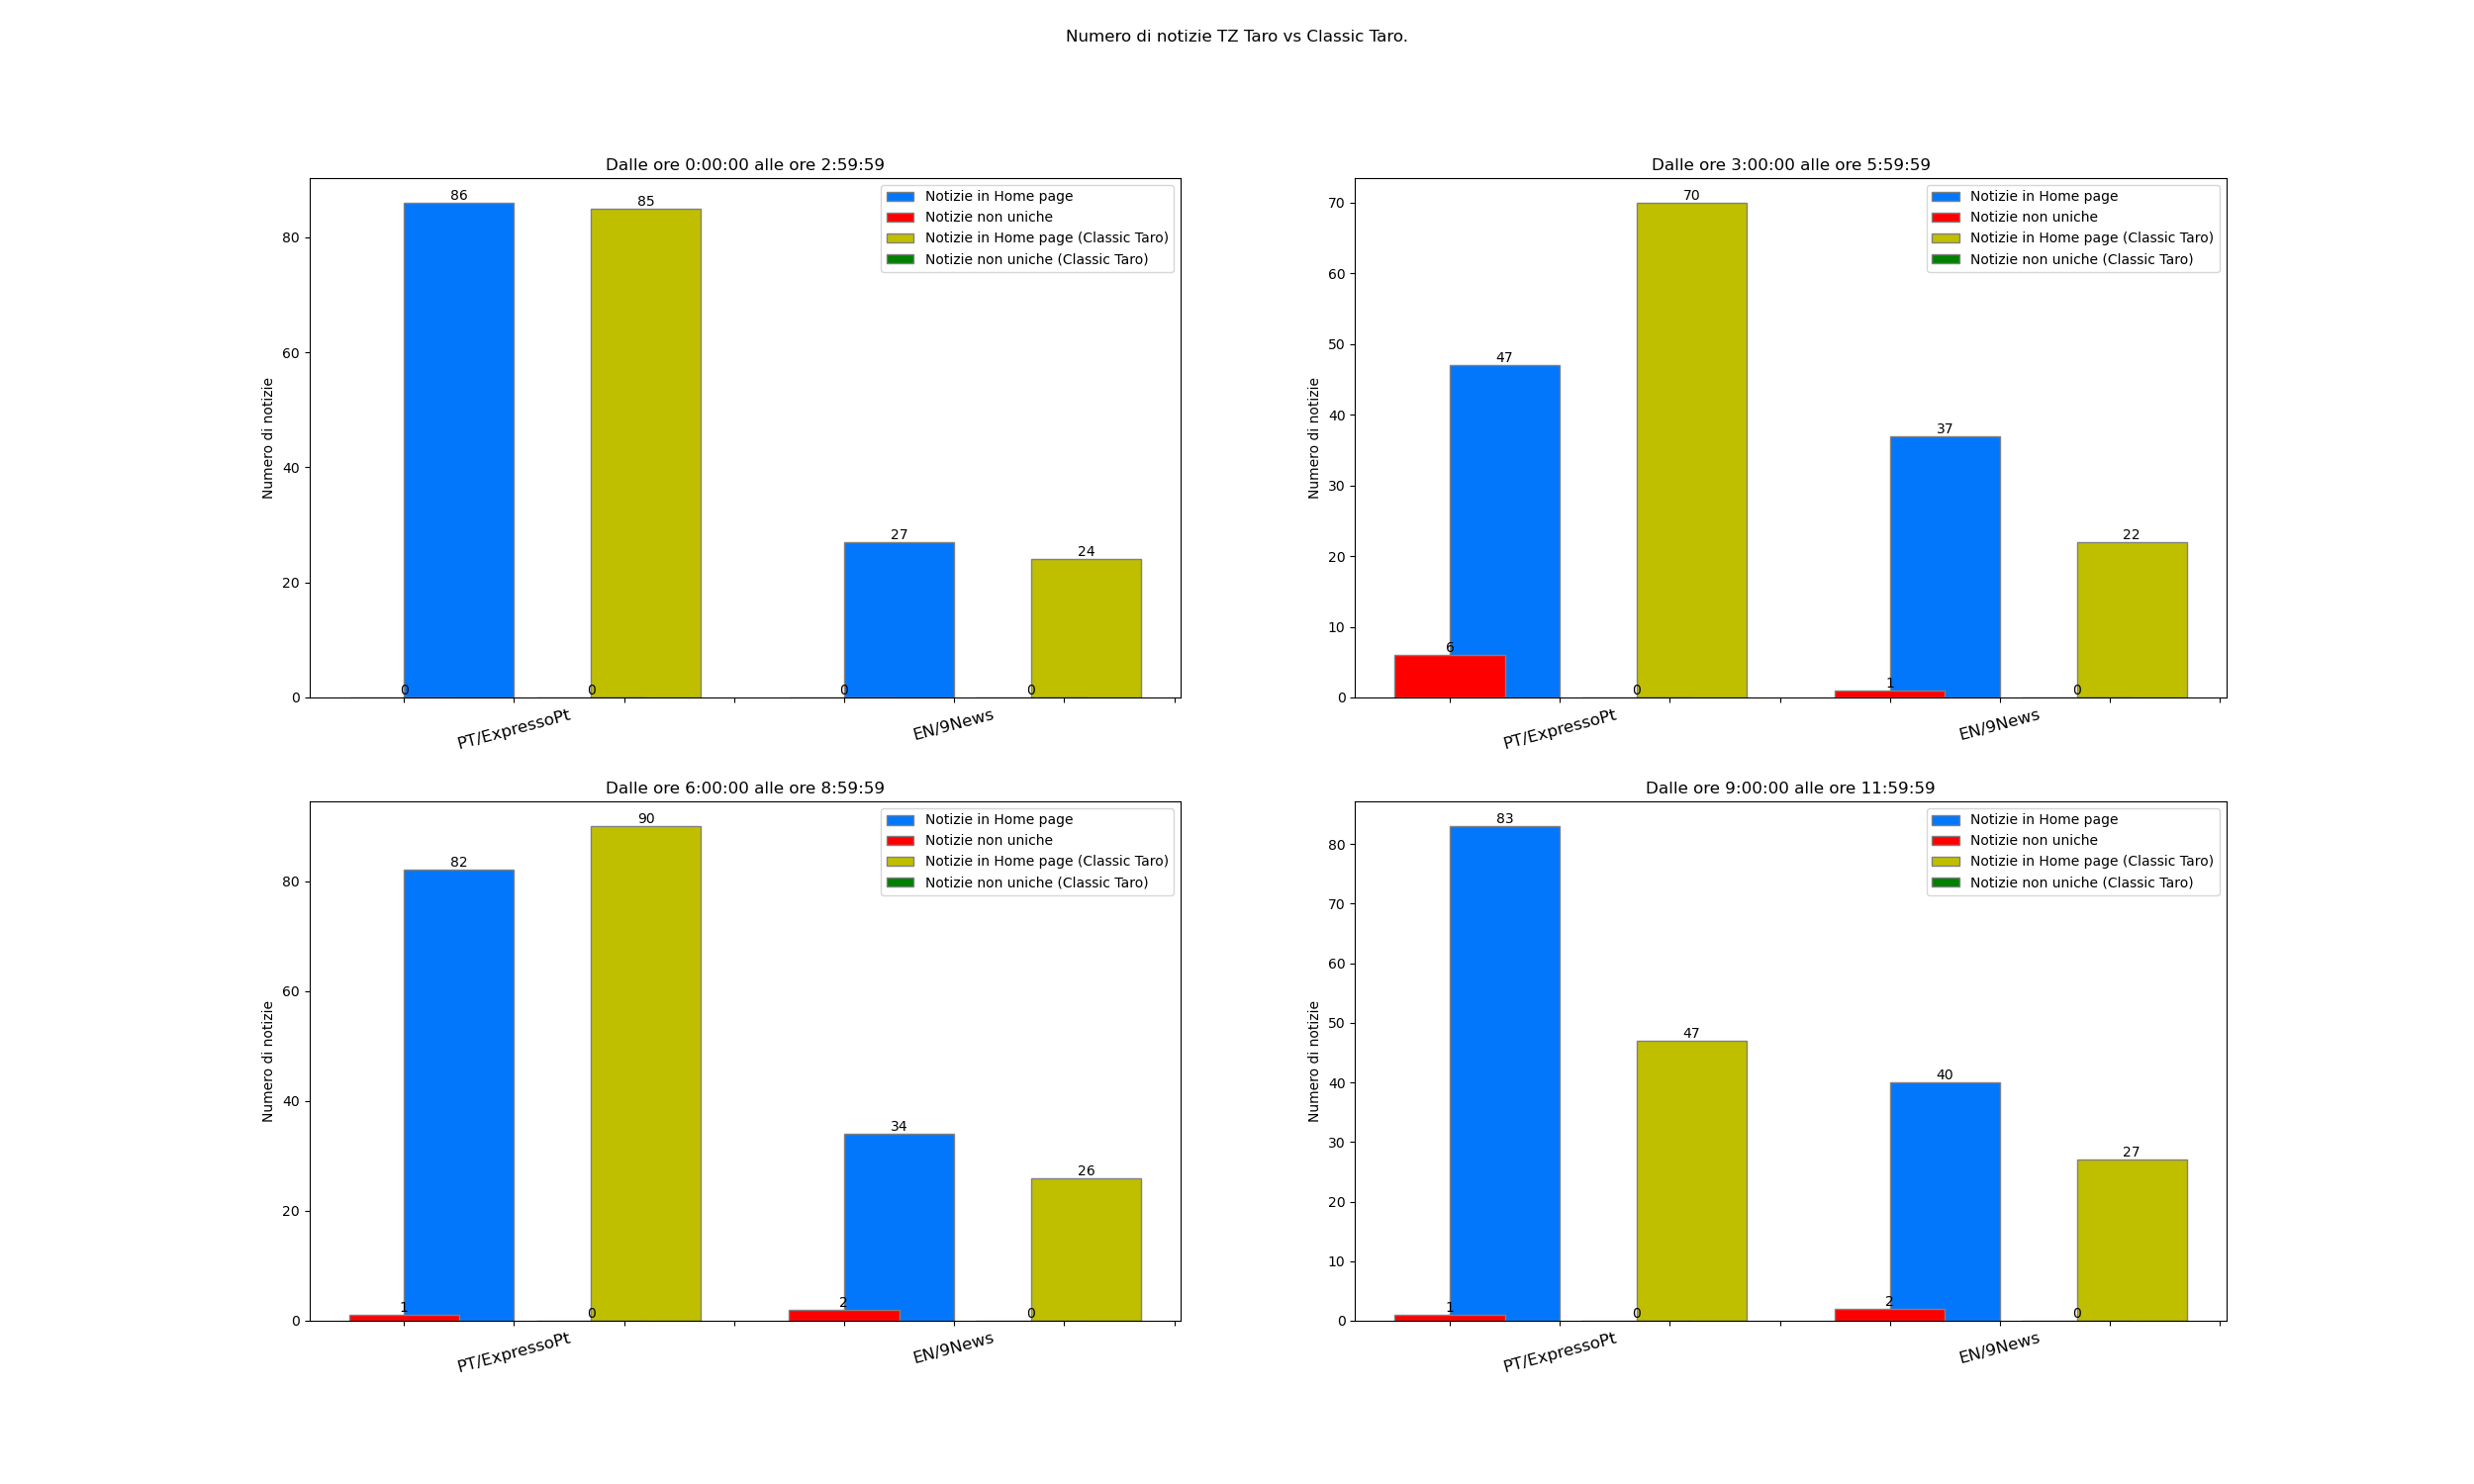 Numero di notizie TZ Taro vs Classic Taro.
Dalle ore 0:00:00 alle ore 2:59:59
Numero di notizie
80
60
40
20
0
86
85
27
24
0
0
0
0
Notizie in Home page
Notizie non uniche
Notizie in Home page (Classic Taro)
Notizie non uniche (Classic Taro)
PT/ExpressoPt
EN/9News
Dalle ore 3:00:00 alle ore 5:59:59
Numero di notizie
70
60
50
40
30
20
10
0
70
47
37
22
6
0
1
0
Notizie in Home page
Notizie non uniche
Notizie in Home page (Classic Taro)
Notizie non uniche (Classic Taro)
PT/ExpressoPt
EN/9News
Dalle ore 6:00:00 alle ore 8:59:59
Numero di notizie
80
60
40
20
0
90
82
34
26
1
0
2
0
Notizie in Home page
Notizie non uniche
Notizie in Home page (Classic Taro)
Notizie non uniche (Classic Taro)
PT/ExpressoPt
EN/9News
Dalle ore 9:00:00 alle ore 11:59:59
Numero di notizie
80
70
60
50
40
30
20
10
0
83
47
40
27
1
0
2
0
Notizie in Home page
Notizie non uniche
Notizie in Home page (Classic Taro)
Notizie non uniche (Classic Taro)
PT/ExpressoPt
EN/9News